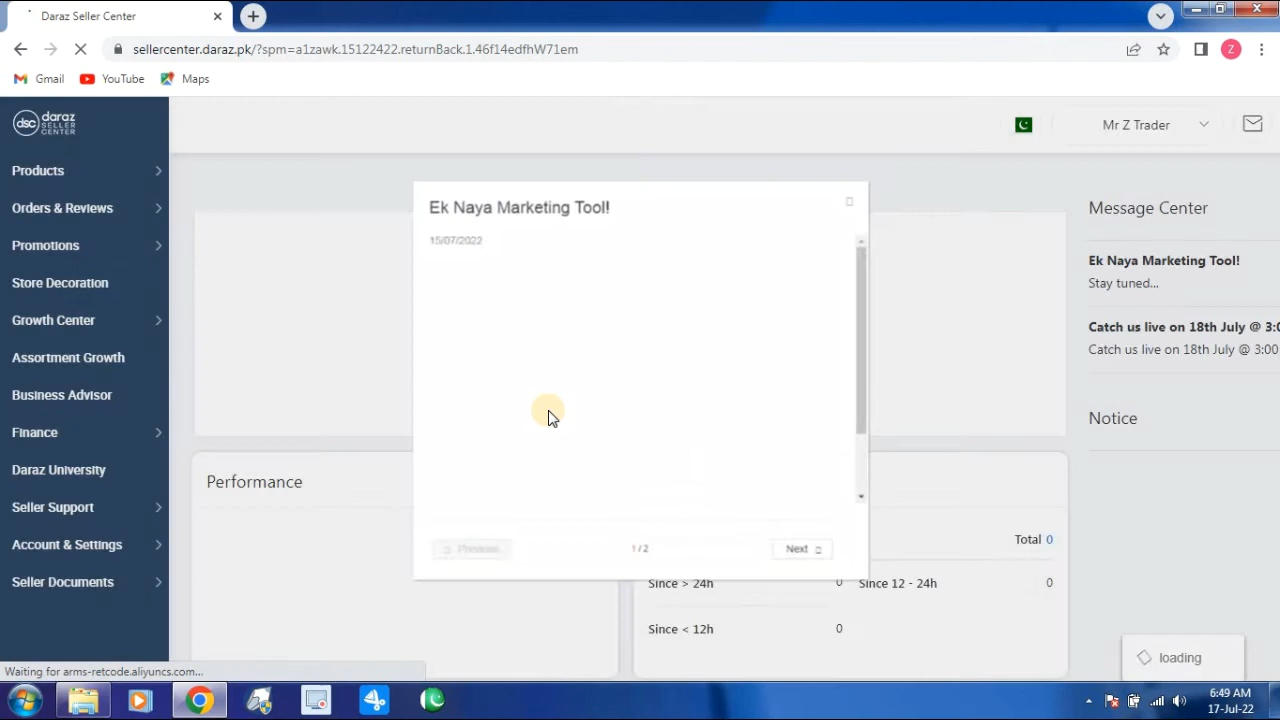 Daraz Seller Center
sellercenter.daraz.pk/?spm=a1zawk.15122422.returnBack.1.46f14edfhW71em
Z
Gmail
YouTube
Maps
dsc daraz
SELLER
CENTER
Mr Z Trader
Products
Orders & Reviews
Promotions
Store Decoration
Growth Center
Assortment Growth
Business Advisor
Finance
Daraz University
Seller Support
Account & Settings
Seller Documents
Ek Naya Marketing Tool!
15/07/2022
Previous
1 / 2
Next
Performance
Total 0
Since > 24h 0
Since 12 - 24h 0
Since < 12h 0
Message Center
Ek Naya Marketing Tool!
Stay tuned...
Catch us live on 18th July @ 3:0
Catch us live on 18th July @ 3:00
Notice
loading
Waiting for arms-retcode.aliyuncs.com...
6:49 AM
17-Jul-22